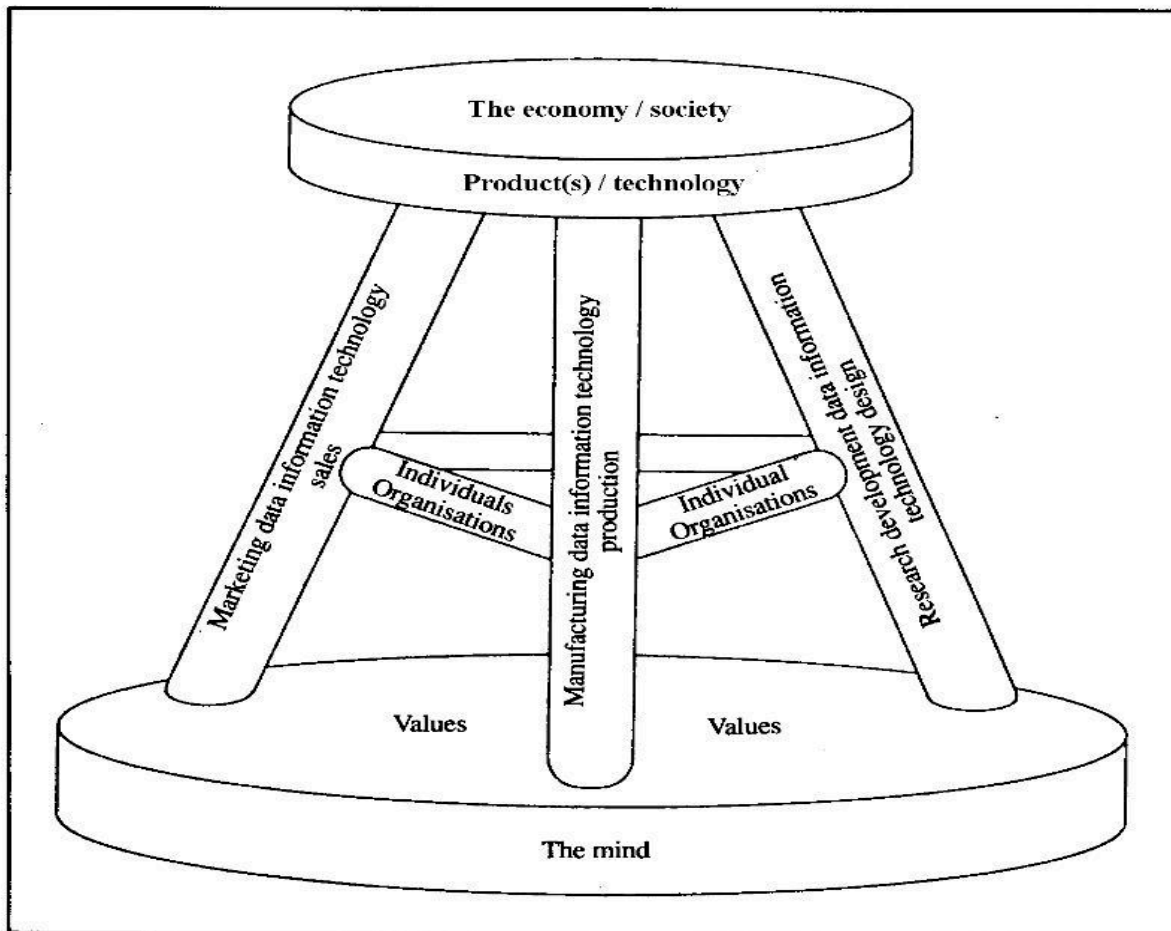 The economy / society
Product(s) / technology
Marketing data information technology
sales
Individuals
Organisations
Manufacturing data information technology
production
Individual
Organisations
Research development data information
technology design
Values
Values
The mind